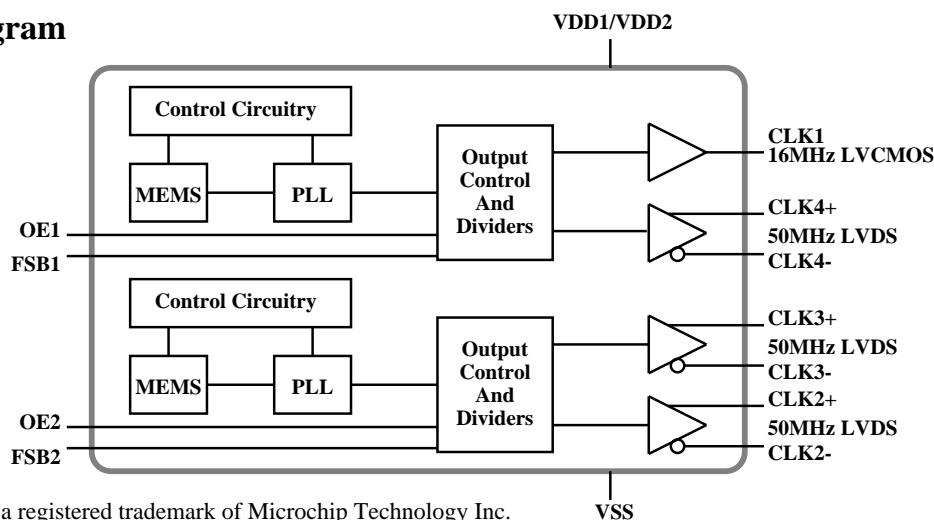 gram
VDD1/VDD2
Control Circuitry
MEMS
PLL
Output
Control
And
Dividers
CLK1
16MHz LVCMOS
CLK4+
50MHz LVDS
CLK4-
OE1
FSB1
Control Circuitry
MEMS
PLL
Output
Control
And
Dividers
CLK3+
50MHz LVDS
CLK3-
CLK2+
50MHz LVDS
CLK2-
OE2
FSB2
VSS
a registered trademark of Microchip Technology Inc.